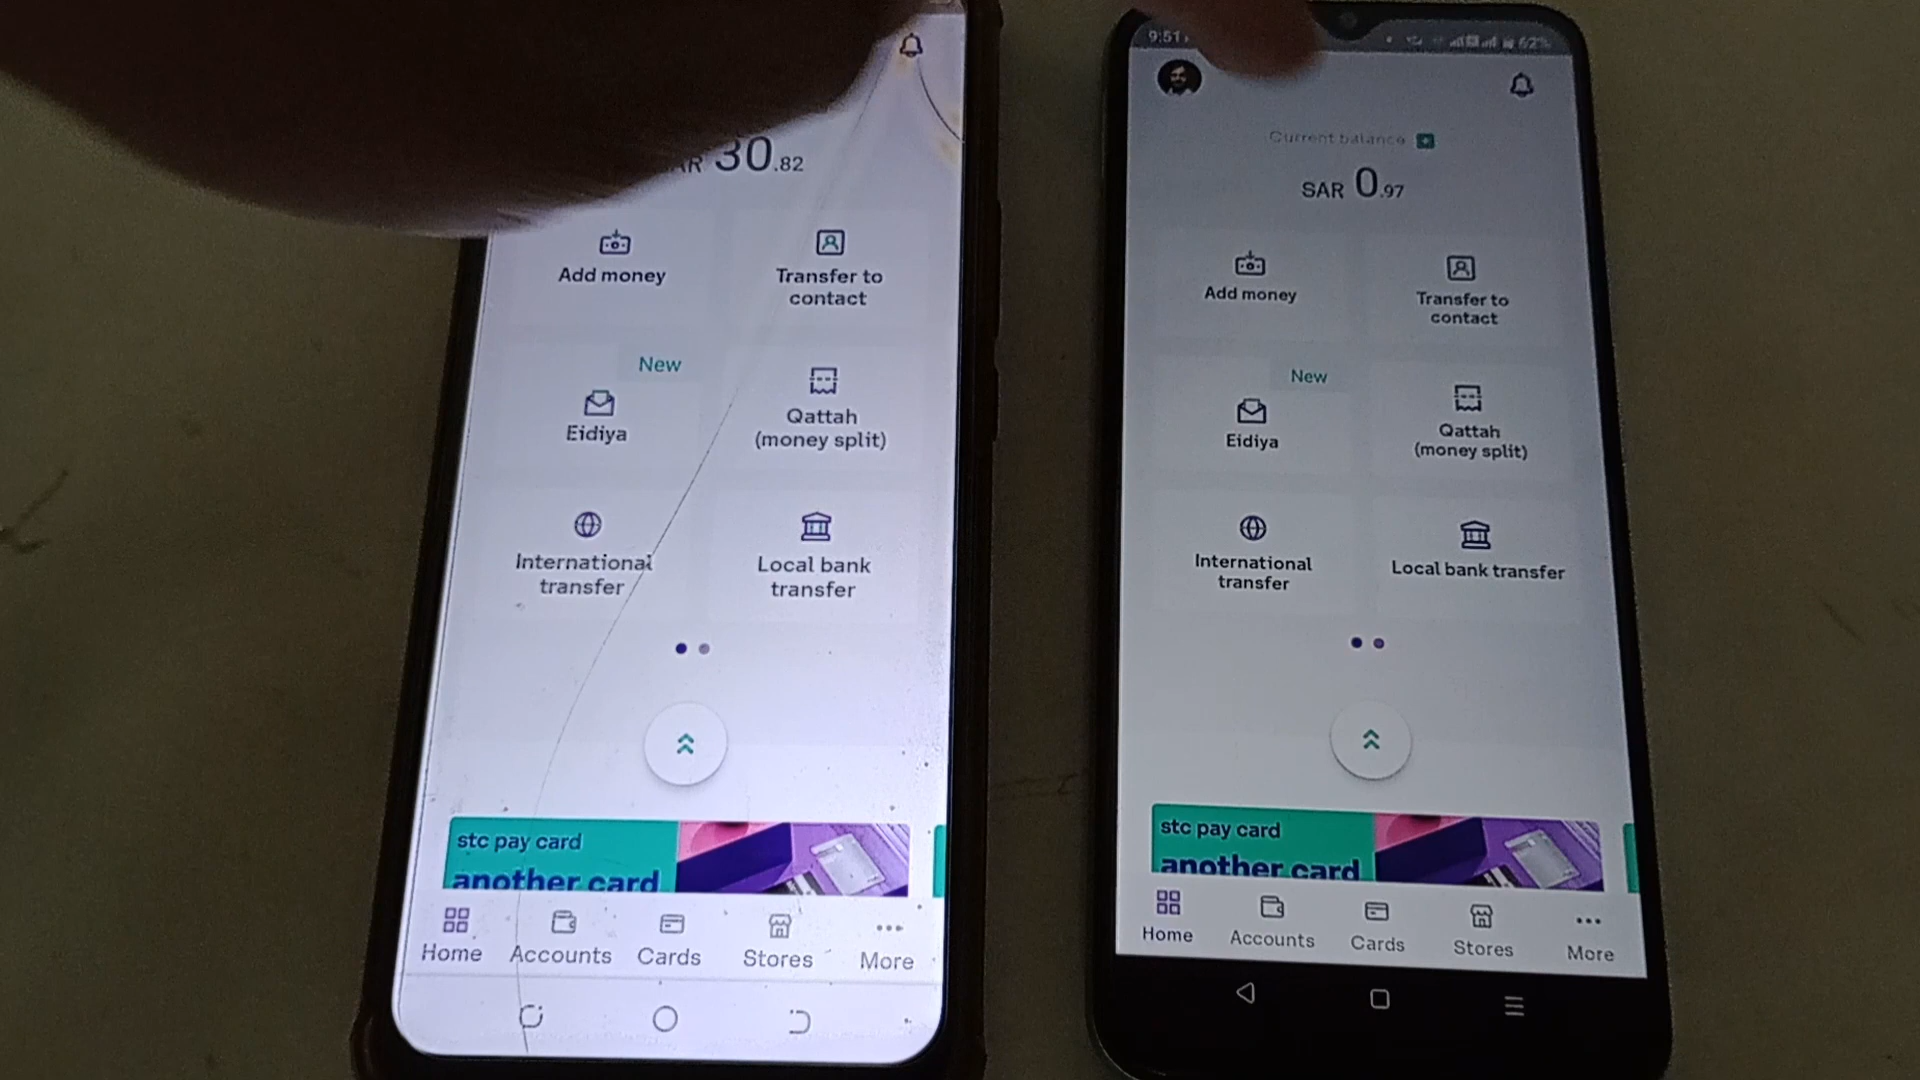 30.82
Add money
Transfer to
contact
New
Eidiya
Qattah
(money split)
International
transfer
Local bank
transfer
stc pay card
another card
Home
Accounts
Cards
Stores
More
9:51
62%
Current balance
SAR 0.97
Add money
Transfer to
contact
New
Eidiya
Qattah
(money split)
International
transfer
Local bank transfer
stc pay card
another card
Home
Accounts
Cards
Stores
More